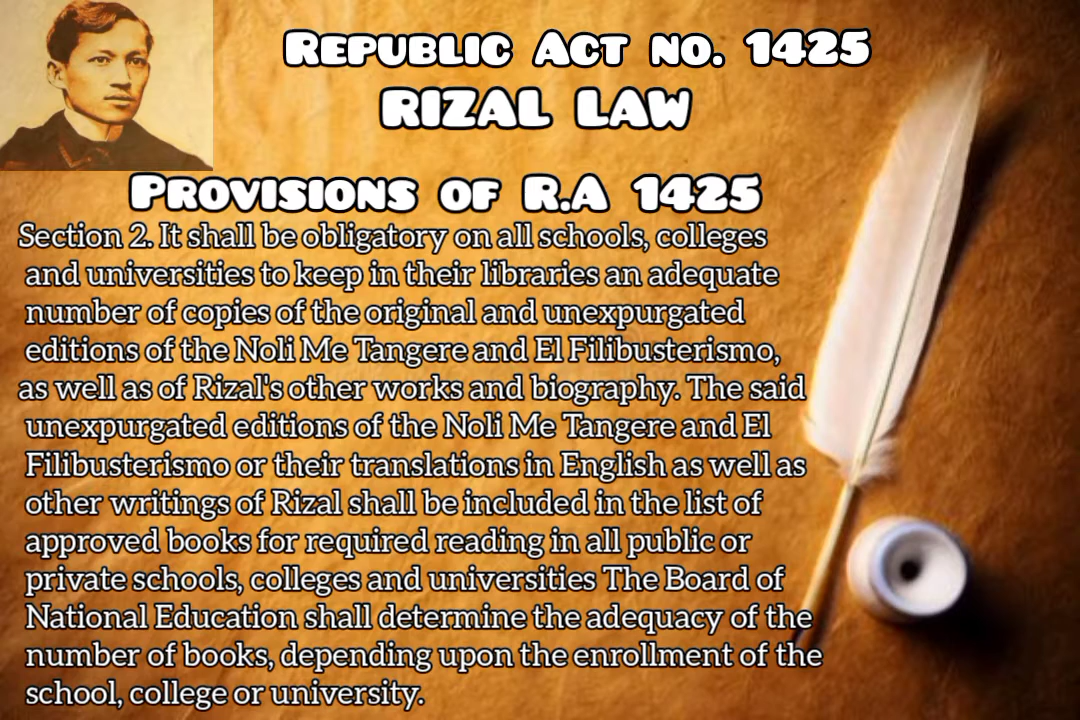 Republic Act no. 1425
RIZAL LAW
Provisions of R.A 1425
Section 2. It shall be obligatory on all schools, colleges
and universities to keep in their libraries an adequate
number of copies of the original and unexpurgated
editions of the Noli Me Tangere and El Filibusterismo,
as well as of Rizal's other works and biography. The said
unexpurgated editions of the Noli Me Tangere and El
Filibusterismo or their translations in English as well as
other writings of Rizal shall be included in the list of
approved books for required reading in all public or
private schools, colleges and universities The Board of
National Education shall determine the adequacy of the
number of books, depending upon the enrollment of the
school, college or university.